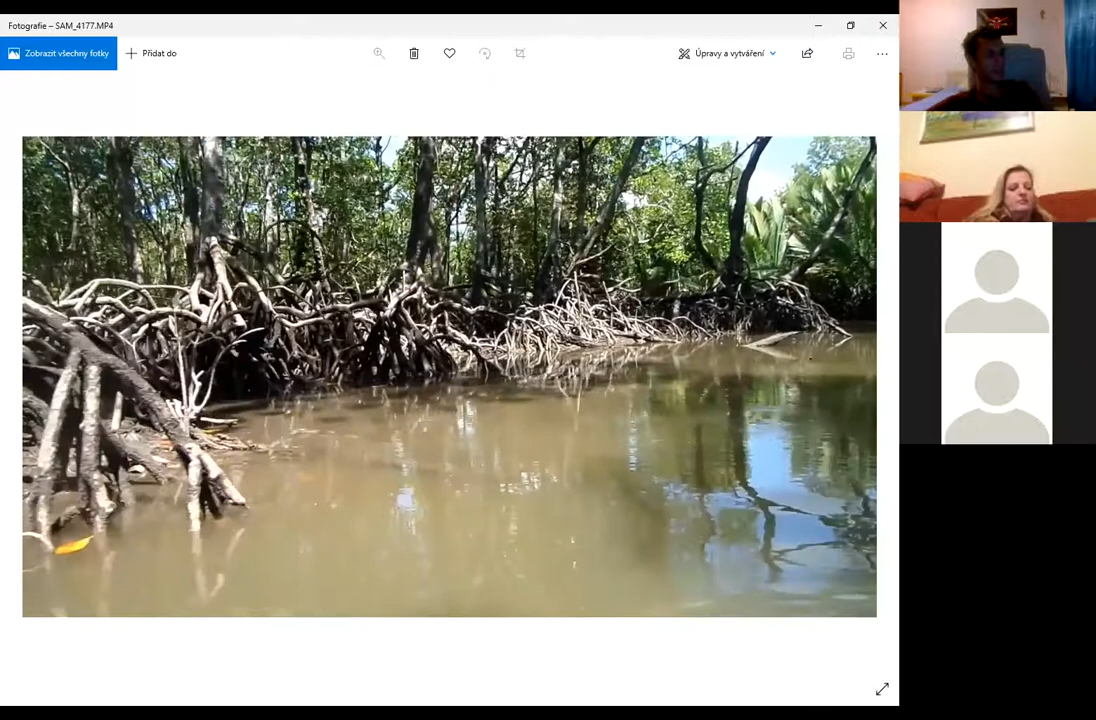 Fotografie – SAM_4177.MP4
Zobrazit všechny fotky
Přidat do
Úpravy a vytváření